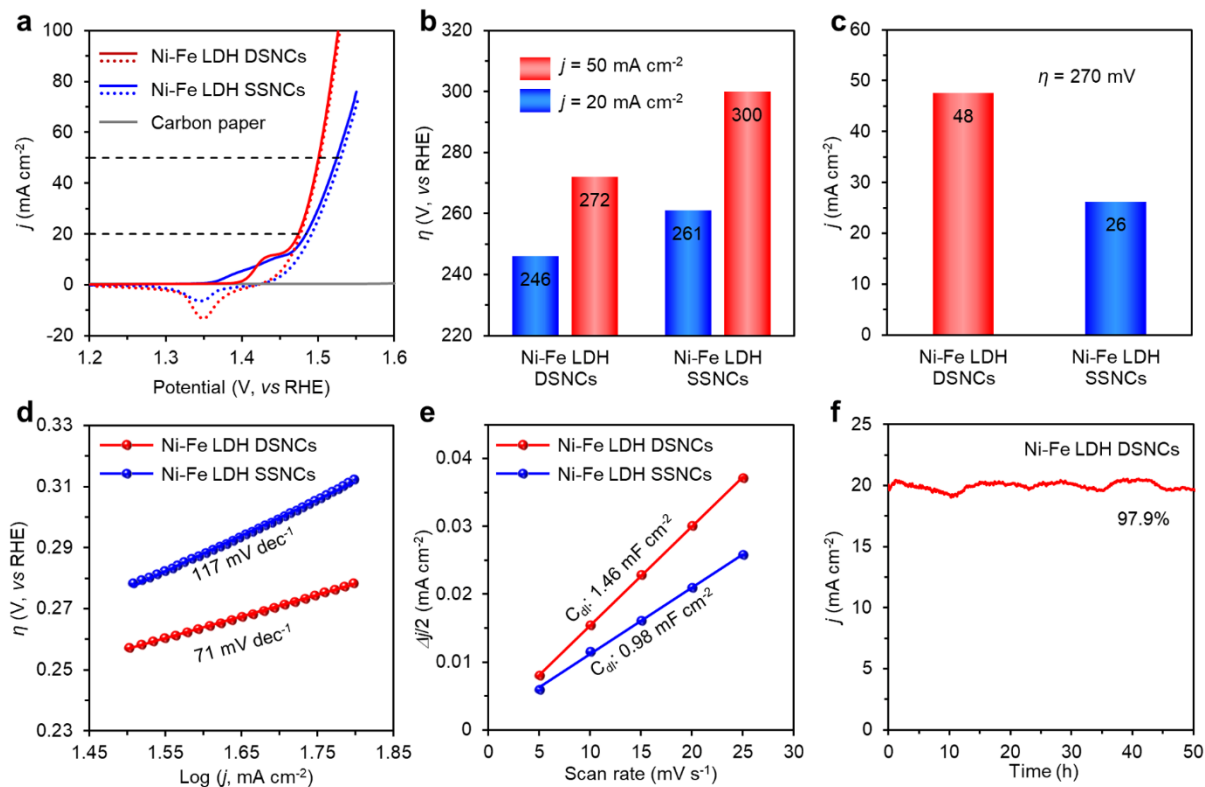 a
100
80
60
40
20
0
-20
j (mA cm⁻²)
Ni-Fe LDH DSNCs
Ni-Fe LDH SSNCs
Carbon paper
1.2 1.3 1.4 1.5 1.6
Potential (V, vs RHE)
b
320
300
280
260
240
220
η (V, vs RHE)
j = 50 mA cm⁻²
j = 20 mA cm⁻²
246
272
261
300
Ni-Fe LDH
DSNCs
Ni-Fe LDH
SSNCs
c
60
50
40
30
20
10
0
j (mA cm⁻²)
η = 270 mV
48
26
Ni-Fe LDH
DSNCs
Ni-Fe LDH
SSNCs
d
0.33
0.31
0.29
0.27
0.25
0.23
η (V, vs RHE)
Ni-Fe LDH DSNCs
Ni-Fe LDH SSNCs
117 mV dec⁻¹
71 mV dec⁻¹
1.45 1.55 1.65 1.75 1.85
Log (j, mA cm⁻²)
e
0.04
0.03
0.02
0.01
0
Δj/2 (mA cm⁻²)
Ni-Fe LDH DSNCs
Ni-Fe LDH SSNCs
Cdl: 1.46 mF cm⁻²
Cdl: 0.98 mF cm⁻²
0 5 10 15 20 25 30
Scan rate (mV s⁻¹)
f
25
20
15
10
5
0
j (mA cm⁻²)
Ni-Fe LDH DSNCs
97.9%
0 10 20 30 40 50
Time (h)